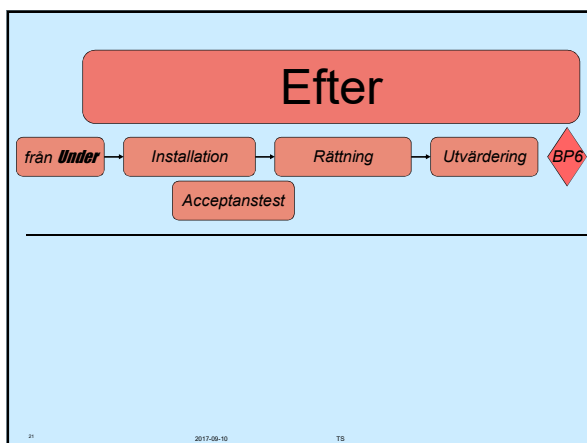 Efter
från Under
Installation
Rättning
Utvärdering
BP6
Acceptanstest
21
2017-09-10
TS